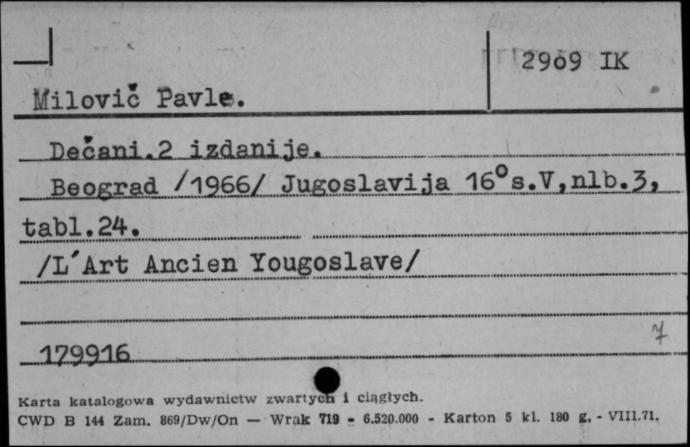 2909 IK
Milovič Pavle.
Dečani.2 izdanije.
Beograd /1966/ Jugoslavija 16°s.V,nlb.3,
tabl.24.
/L´Art Ancien Yougoslave/
7
179916
Karta katalogowa wydawnictw zwartych i ciągłych.
CWD B 144 Zam. 869/Dw/On — Wrak 719 - 6.520.000 - Karton 5 kl. 180 g. - VIII.71.